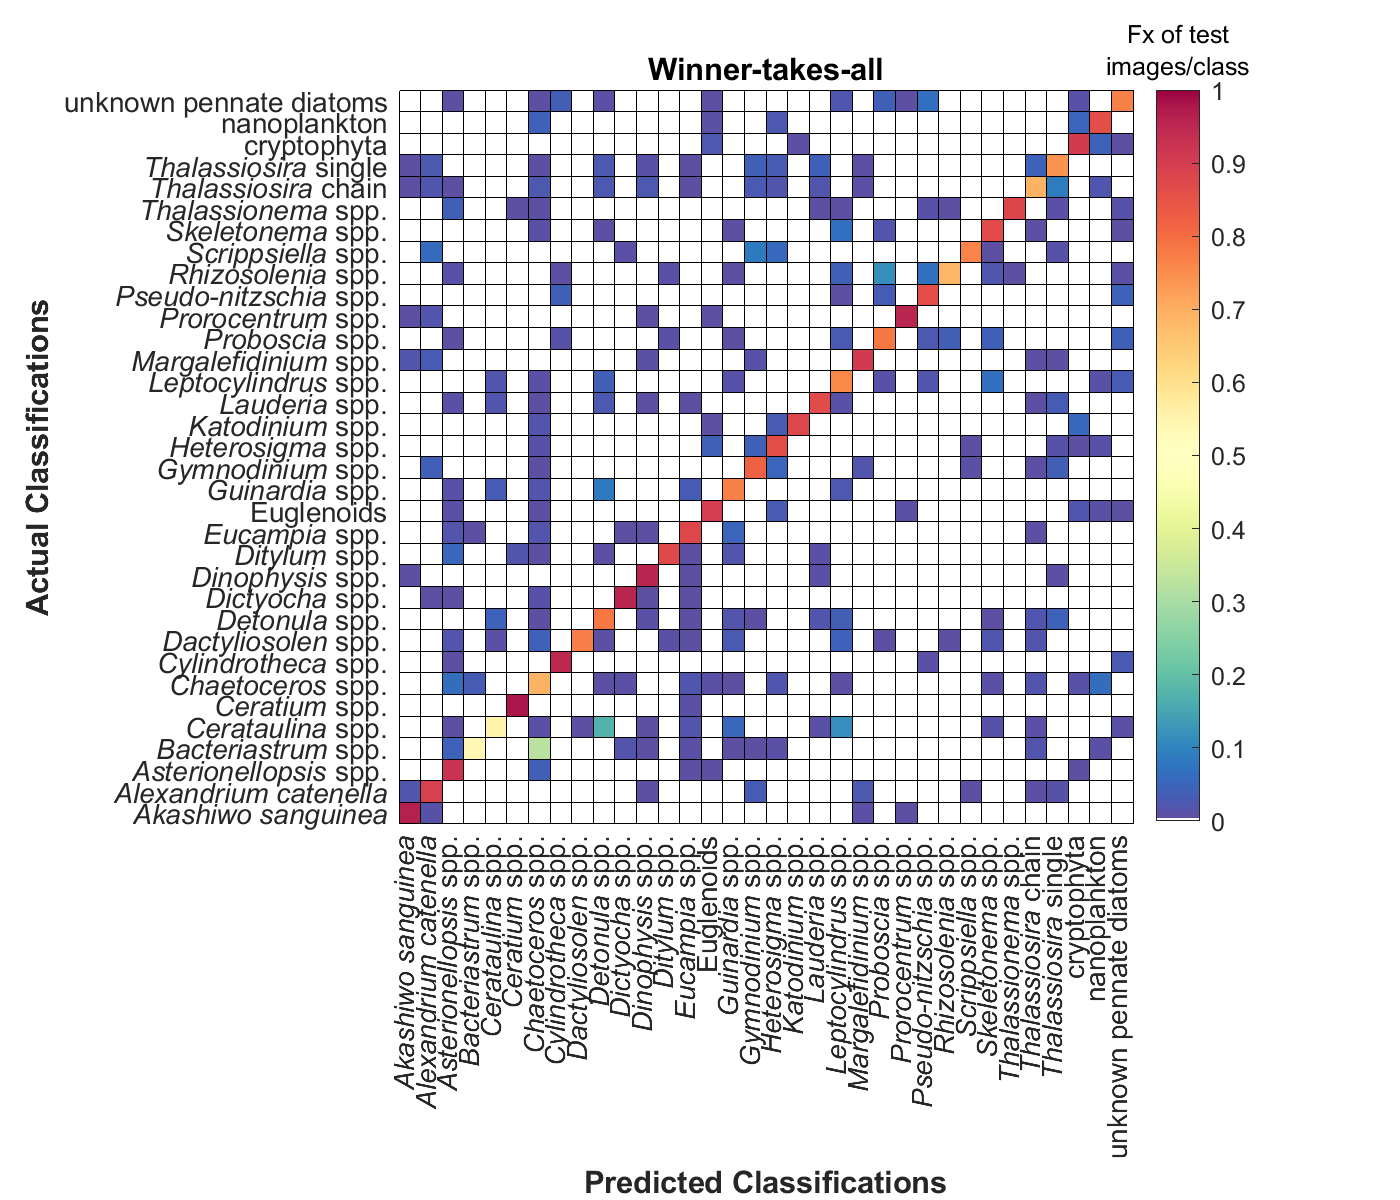 Fx of test
images/class
Winner-takes-all
Actual Classifications
unknown pennate diatoms
nanoplankton
cryptophyta
Thalassiosira single
Thalassiosira chain
Thalassionema spp.
Skeletonema spp.
Scrippsiella spp.
Rhizosolenia spp.
Pseudo-nitzschia spp.
Prorocentrum spp.
Proboscia spp.
Margalefidinium spp.
Leptocylindrus spp.
Lauderia spp.
Katodinium spp.
Heterosigma spp.
Gymnodinium spp.
Guinardia spp.
Euglenoids
Eucampia spp.
Ditylum spp.
Dinophysis spp.
Dictyocha spp.
Detonula spp.
Dactyliosolen spp.
Cylindrotheca spp.
Chaetoceros spp.
Ceratium spp.
Cerataulina spp.
Bacteriastrum spp.
Asterionellopsis spp.
Alexandrium catenella
Akashiwo sanguinea
1
0.9
0.8
0.7
0.6
0.5
0.4
0.3
0.2
0.1
0
Akashiwo sanguinea
Alexandrium catenella
Asterionellopsis spp.
Bacteriastrum spp.
Cerataulina spp.
Ceratium spp.
Chaetoceros spp.
Cylindrotheca spp.
Dactyliosolen spp.
Detonula spp.
Dictyocha spp.
Dinophysis spp.
Ditylum spp.
Eucampia spp.
Euglenoids
Guinardia spp.
Gymnodinium spp.
Heterosigma spp.
Katodinium spp.
Lauderia spp.
Leptocylindrus spp.
Margalefidinium spp.
Proboscia spp.
Prorocentrum spp.
Pseudo-nitzschia spp.
Rhizosolenia spp.
Scrippsiella spp.
Skeletonema spp.
Thalassionema spp.
Thalassiosira chain
Thalassiosira single
cryptophyta
nanoplankton
unknown pennate diatoms
Predicted Classifications